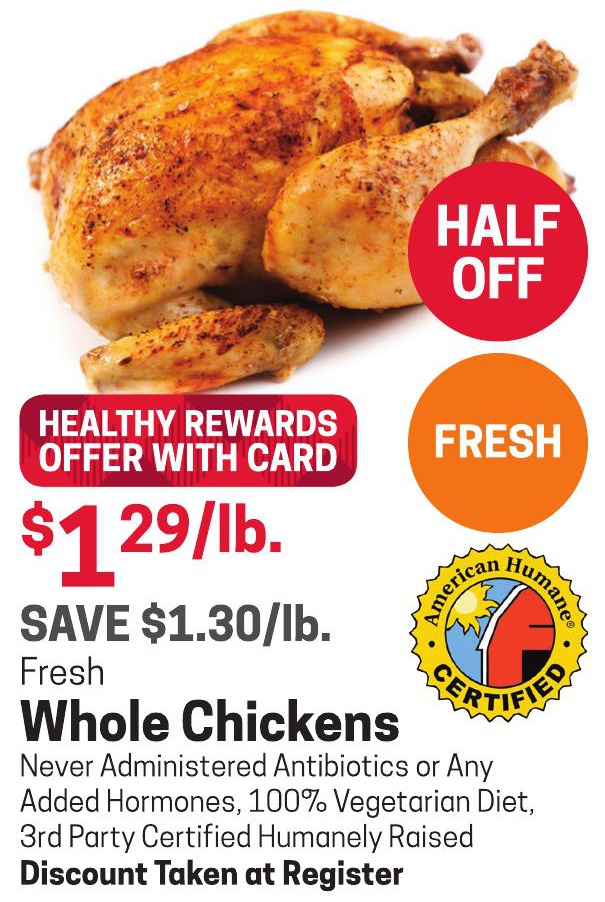 HALF
OFF
HEALTHY REWARDS
OFFER WITH CARD
FRESH
$1 29/lb.
SAVE $1.30/lb.
American Humane®
CERTIFIED
Fresh
Whole Chickens
Never Administered Antibiotics or Any
Added Hormones, 100% Vegetarian Diet,
3rd Party Certified Humanely Raised
Discount Taken at Register